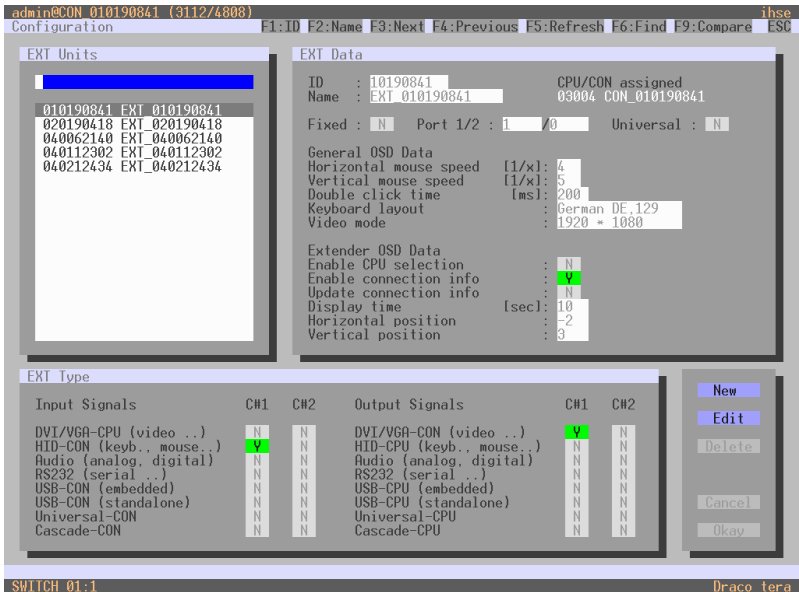 admin@CON_010190841 (3112/4808) ihse
Configuration F1:ID F2:Name F3:Next F4:Previous F5:Refresh F6:Find F9:Compare ESC
EXT Units
010190841 EXT_010190841
020190418 EXT_020190418
040062140 EXT_040062140
040112302 EXT_040112302
040212434 EXT_040212434
EXT Data
ID : 10190841 CPU/CON assigned
Name : EXT_010190841 03004 CON_010190841
Fixed : N Port 1/2 : 1 /0 Universal : N
General OSD Data
Horizontal mouse speed [1/x]: 4
Vertical mouse speed [1/x]: 5
Double click time [ms]: 200
Keyboard layout : German DE,129
Video mode : 1920 * 1080
Extender OSD Data
Enable CPU selection : N
Enable connection info : Y
Update connection info : N
Display time [sec]: 10
Horizontal position : -2
Vertical position : 3
EXT Type
Input Signals C#1 C#2 Output Signals C#1 C#2
DVI/VGA-CPU (video ..) N N DVI/VGA-CON (video ..) Y N
HID-CON (keyb., mouse..) Y N HID-CPU (keyb., mouse..) N N
Audio (analog, digital) N N Audio (analog, digital) N N
RS232 (serial ..) N N RS232 (serial ..) N N
USB-CON (embedded) N N USB-CPU (embedded) N N
USB-CON (standalone) N N USB-CPU (standalone) N N
Universal-CON N N Universal-CPU N N
Cascade-CON N N Cascade-CPU N N
New
Edit
Delete
Cancel
Okay
SWITCH 01:1 Draco tera